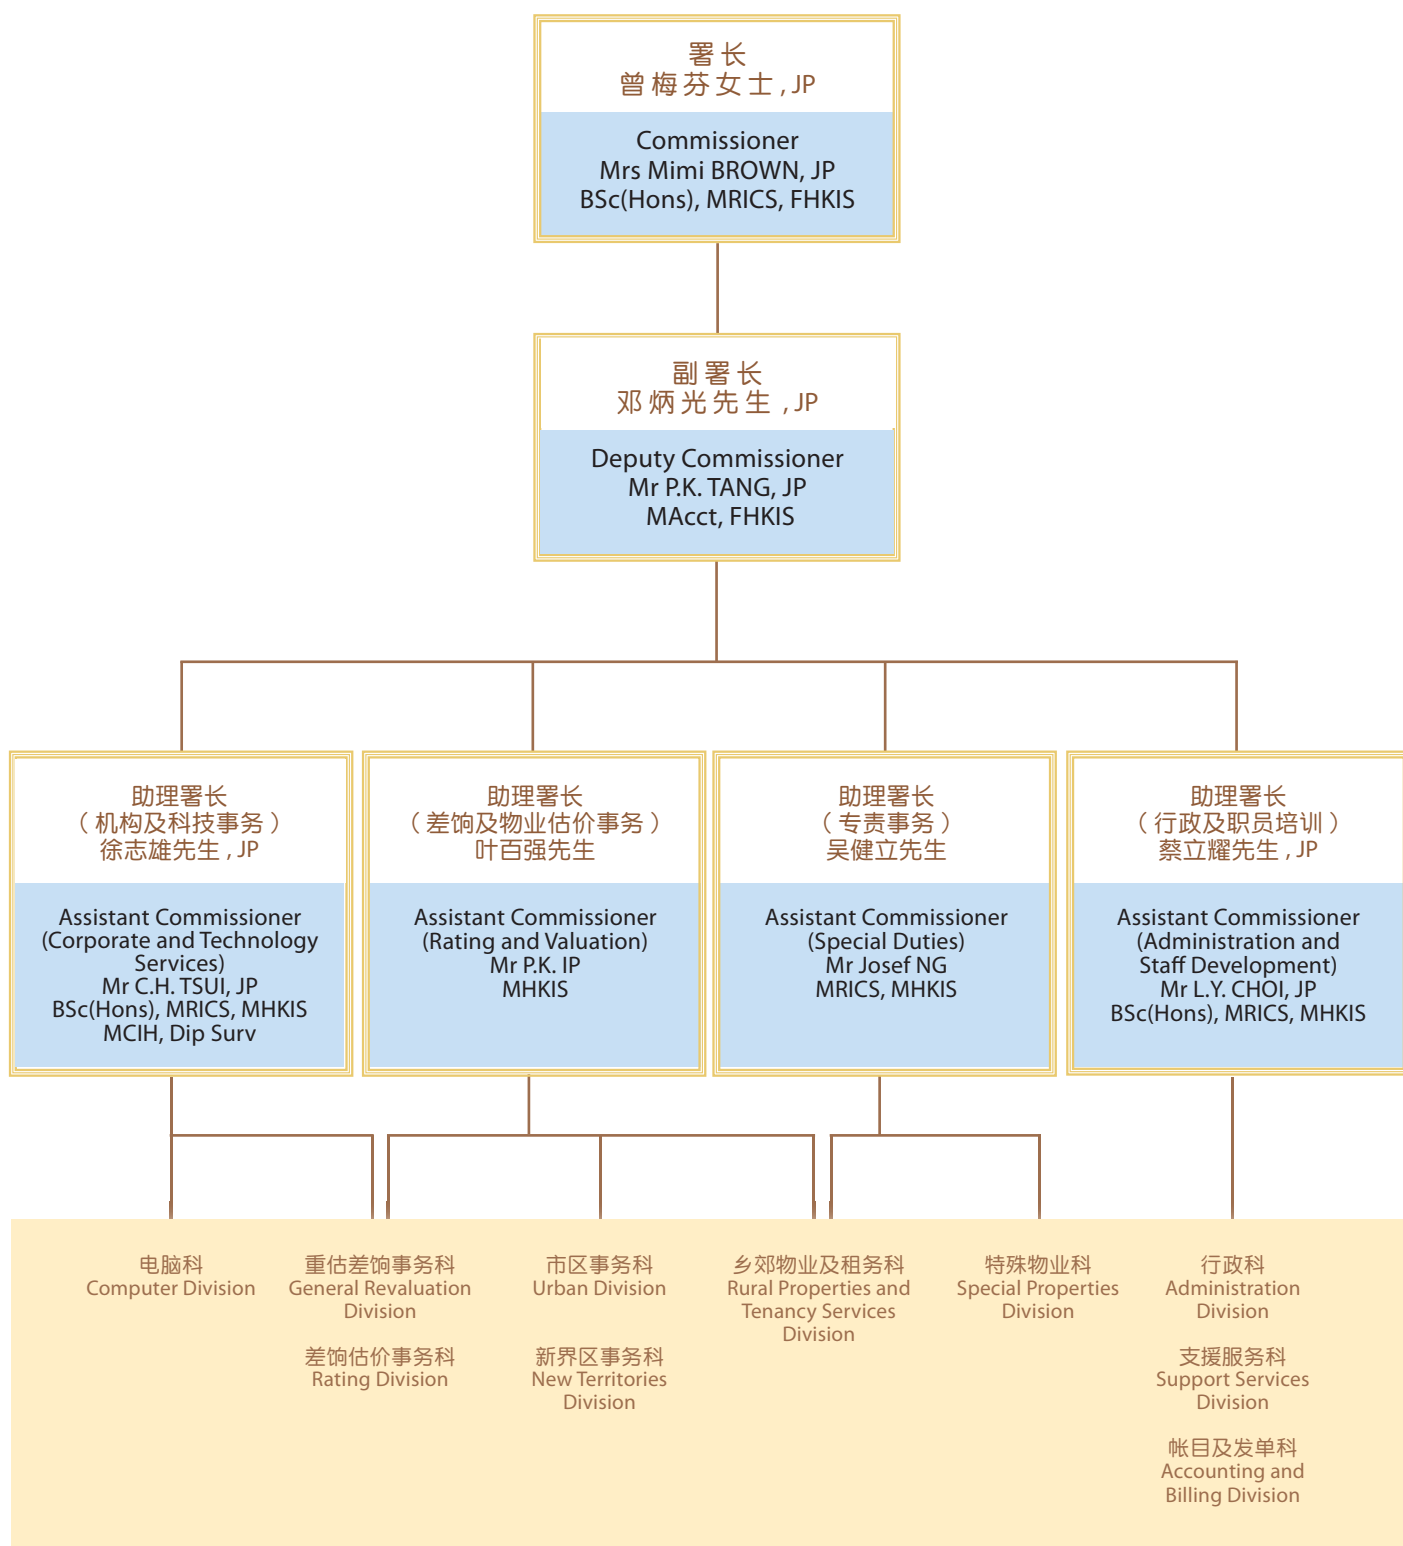 署长
曾梅芬女士, JP
Commissioner
Mrs Mimi BROWN, JP
BSc(Hons), MRICS, FHKIS
副署长
邓炳光先生, JP
Deputy Commissioner
Mr P.K. TANG, JP
MAcct, FHKIS
助理署长
（机构及科技事务）
徐志雄先生, JP
Assistant Commissioner
(Corporate and Technology
Services)
Mr C.H. TSUI, JP
BSc(Hons), MRICS, MHKIS
MCIH, Dip Surv
助理署长
（差饷及物业估价事务）
叶百强先生
Assistant Commissioner
(Rating and Valuation)
Mr P.K. IP
MHKIS
助理署长
（专责事务）
吴健立先生
Assistant Commissioner
(Special Duties)
Mr Josef NG
MRICS, MHKIS
助理署长
（行政及职员培训）
蔡立耀先生, JP
Assistant Commissioner
(Administration and
Staff Development)
Mr L.Y. CHOI, JP
BSc(Hons), MRICS, MHKIS
电脑科
Computer Division
重估差饷事务科
General Revaluation
Division
差饷估价事务科
Rating Division
市区事务科
Urban Division
新界区事务科
New Territories
Division
乡郊物业及租务科
Rural Properties and
Tenancy Services
Division
特殊物业科
Special Properties
Division
行政科
Administration
Division
支援服务科
Support Services
Division
帐目及发单科
Accounting and
Billing Division